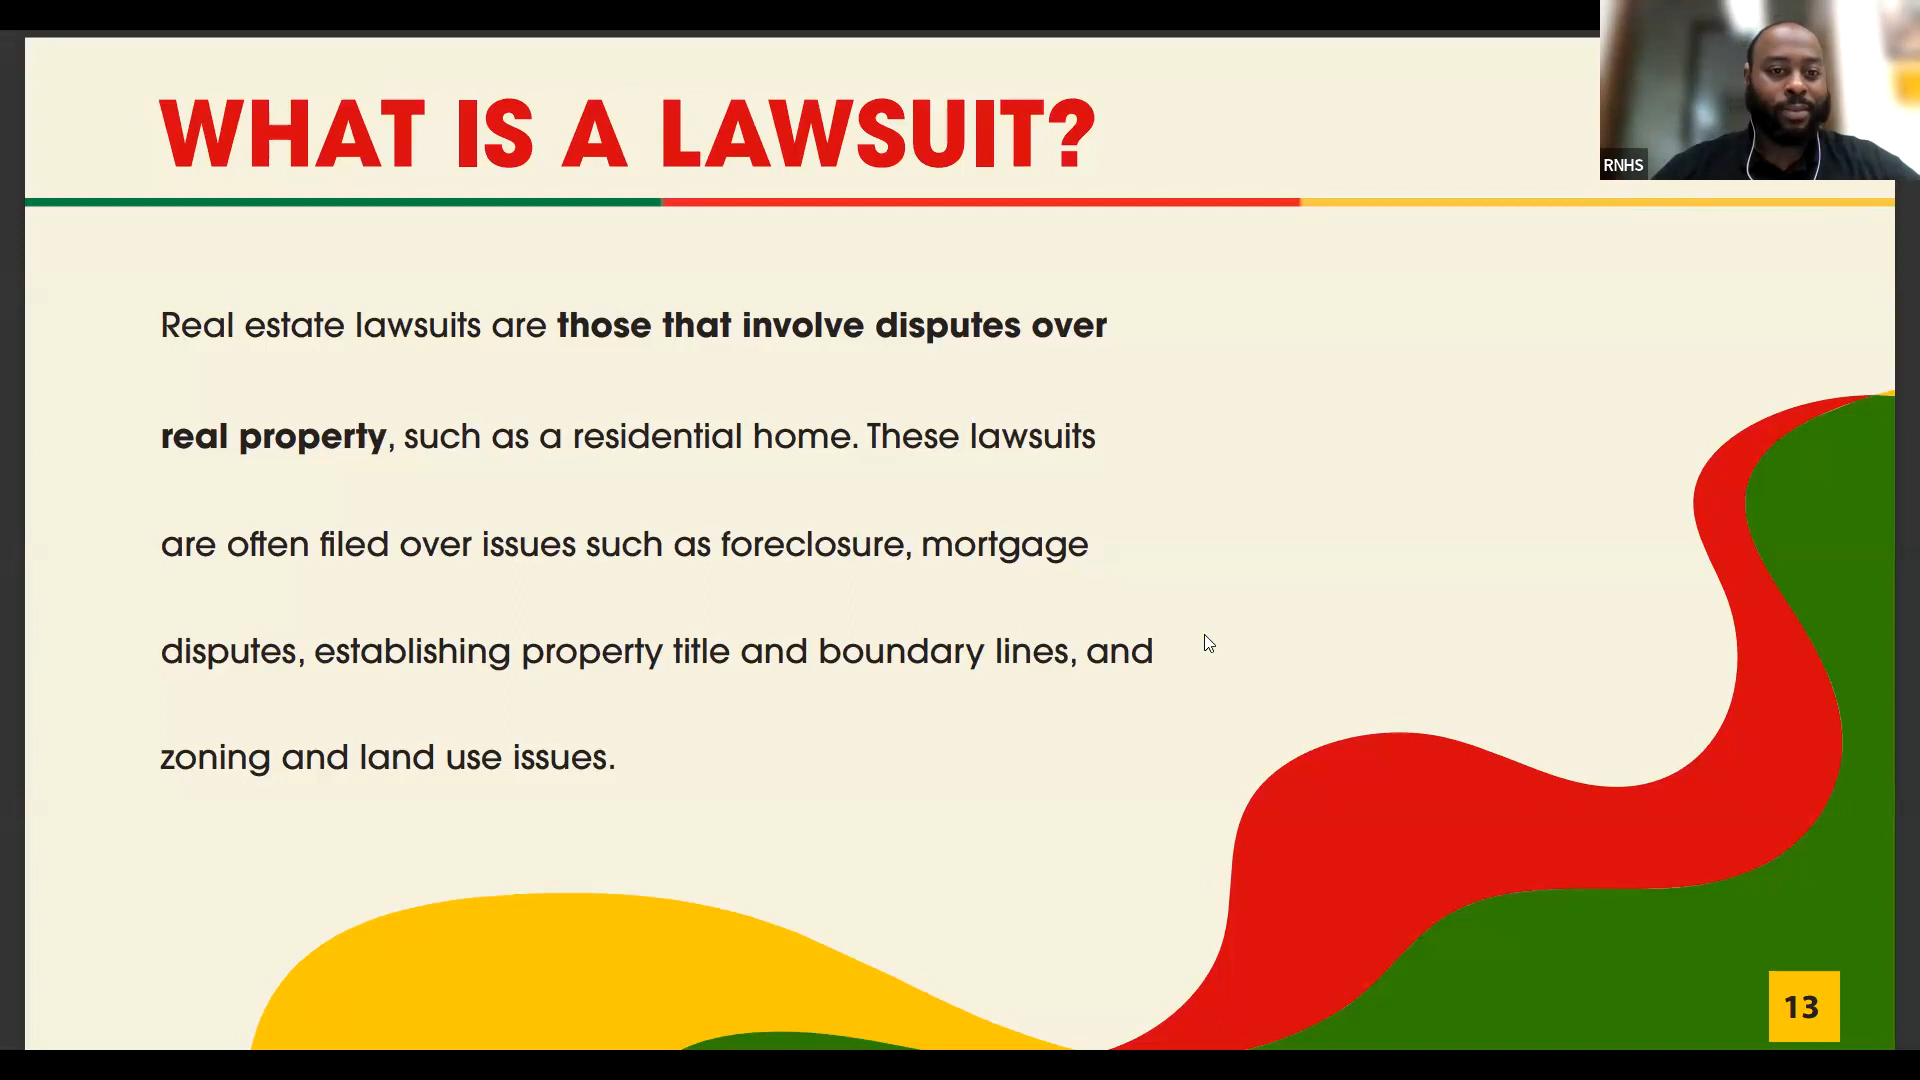 WHAT IS A LAWSUIT?
RNHS
Real estate lawsuits are those that involve disputes over
real property, such as a residential home. These lawsuits
are often filed over issues such as foreclosure, mortgage
disputes, establishing property title and boundary lines, and
zoning and land use issues.
13